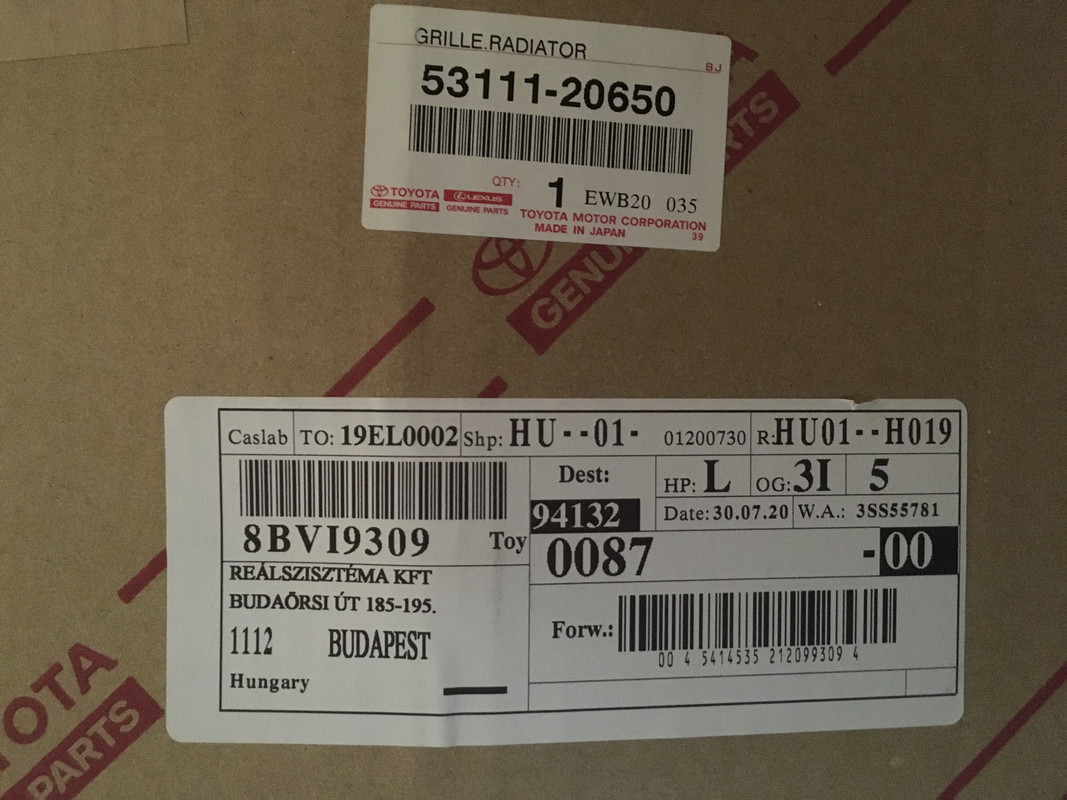 GRILLE.RADIATOR
BJ
53111-20650
QTY: 1 EWB20 035
TOYOTA GENUINE PARTS
LEXUS GENUINE PARTS
TOYOTA MOTOR CORPORATION
MADE IN JAPAN 39
PARTS
GENUI
Caslab TO: 19EL0002 Shp: HU--01- 01200730 R:HU01--H019
Dest: HP: L OG: 3I 5
94132 Date: 30.07.20 W.A.: 3SS55781
8BVI9309 Toy 0087 -00
REÁLSZISZTÉMA KFT
BUDAÖRSI ÚT 185-195.
1112 BUDAPEST
Hungary
Forw.:
00 4 5414535 212099309 4
OTA
PARTS